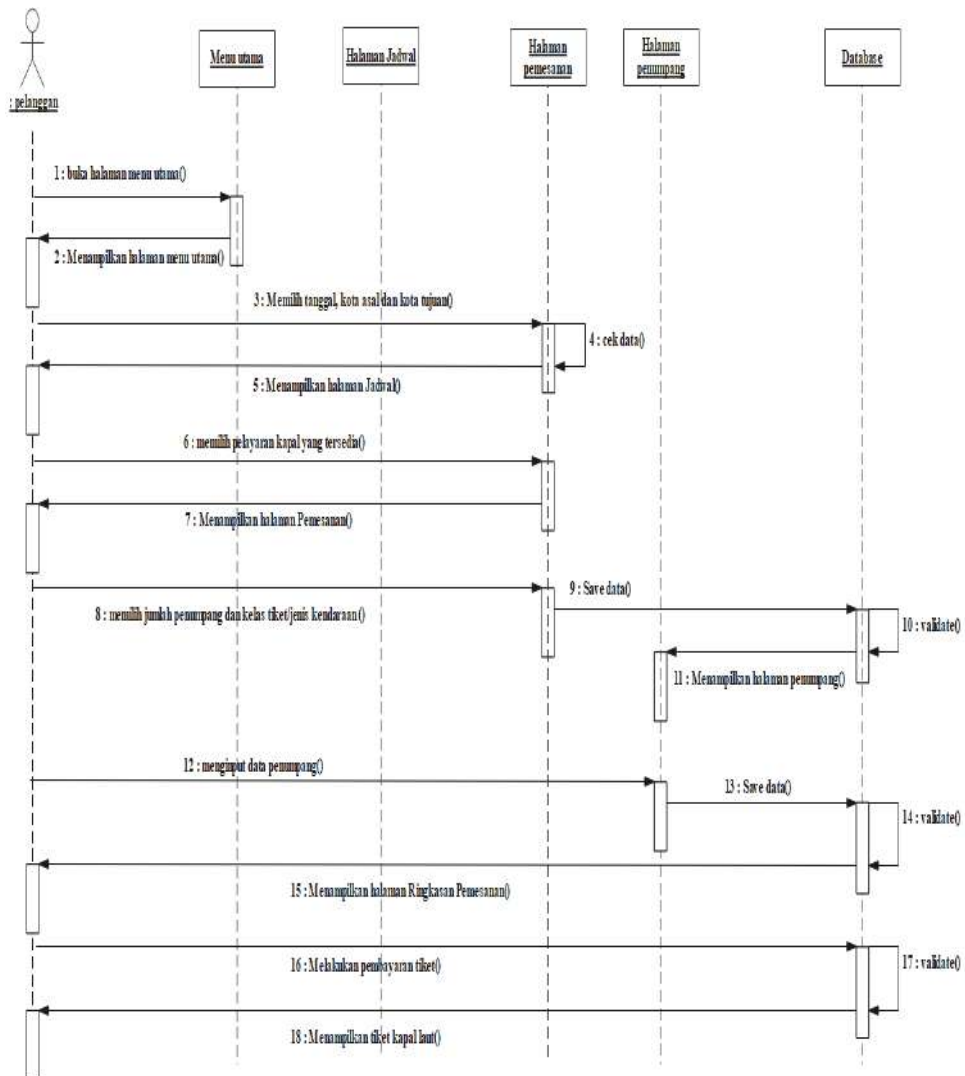 Menu utama
Halaman Jadwal
Halaman
pemesanan
Halaman
penumpang
Database
: pelanggan
1 : buka halaman menu utama()
2 : Menampilkan halaman menu utama()
3 : Memilih tanggal, kota asal dan kota tujuan()
4 : cek data()
5 : Menampilkan halaman Jadwal()
6 : memilih pelayaran kapal yang tersedia()
7 : Menampilkan halaman Pemesanan()
8 : memilih jumlah penumpang dan kelas tiket/jenis kendaraan()
9 : Save data()
10 : validate()
11 : Menampilkan halaman penumpang()
12 : menginput data penumpang()
13 : Save data()
14 : validate()
15 : Menampilkan halaman Ringkasan Pemesanan()
16 : Melakukan pembayaran tiket()
17 : validate()
18 : Menampilkan tiket kapal laut()